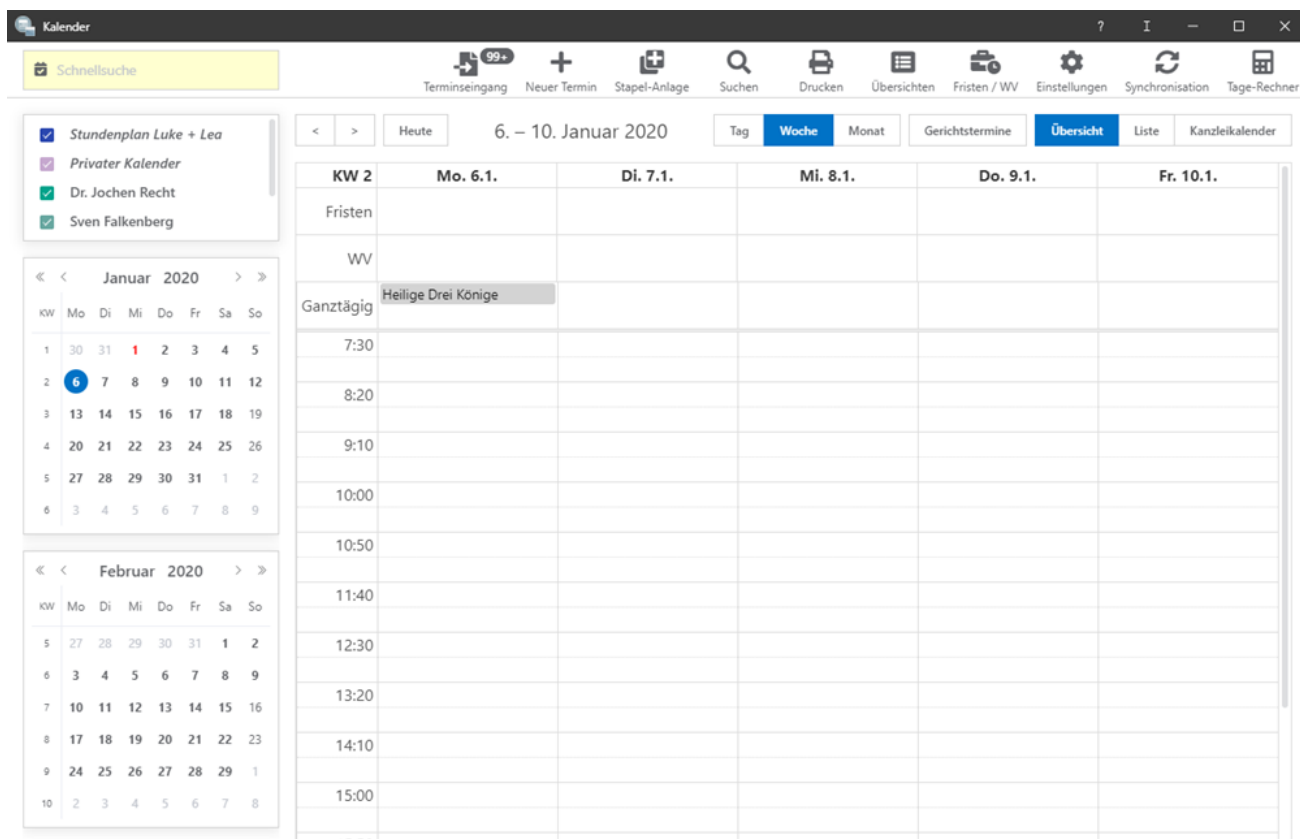 Kalender
?
Schnellsuche
99+
Termineingang Neuer Termin Stapel-Anlage Suchen Drucken Übersichten Fristen / WV Einstellungen Synchronisation Tage-Rechner
Stundenplan Luke + Lea
Privater Kalender
Dr. Jochen Recht
Sven Falkenberg
< > Heute 6. – 10. Januar 2020 Tag Woche Monat Gerichtstermine Übersicht Liste Kanzleikalender
KW 2 Mo. 6.1. Di. 7.1. Mi. 8.1. Do. 9.1. Fr. 10.1.
Fristen
WV
Ganztägig Heilige Drei Könige
7:30
8:20
9:10
10:00
10:50
11:40
12:30
13:20
14:10
15:00
« < Januar 2020 > »
KW Mo Di Mi Do Fr Sa So
1 30 31 1 2 3 4 5
2 6 7 8 9 10 11 12
3 13 14 15 16 17 18 19
4 20 21 22 23 24 25 26
5 27 28 29 30 31 1 2
6 3 4 5 6 7 8 9
« < Februar 2020 > »
KW Mo Di Mi Do Fr Sa So
5 27 28 29 30 31 1 2
6 3 4 5 6 7 8 9
7 10 11 12 13 14 15 16
8 17 18 19 20 21 22 23
9 24 25 26 27 28 29 1
10 2 3 4 5 6 7 8